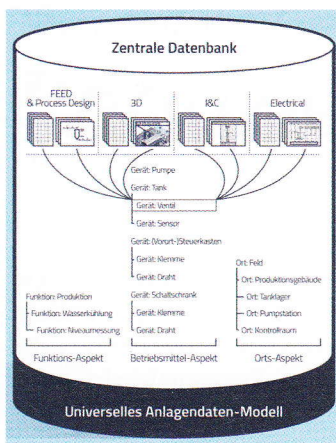 Zentrale Datenbank
FEED
& Process Design
3D
I&C
Electrical
Gerät: Pumpe
Gerät: Tank
Gerät: Ventil
Gerät: Sensor
Gerät: (Vorort-)Steuerkasten
Gerät: Klemme
Gerät: Draht
Gerät: Schaltschrank
Gerät: Klemme
Gerät: Draht
Ort: Feld
Ort: Produktionsgebäude
Ort: Tanklager
Ort: Pumpstation
Ort: Kontrollraum
Funktion: Produktion
Funktion: Wasserkühlung
Funktion: Niveaumessung
Funktions-Aspekt
Betriebsmittel-Aspekt
Orts-Aspekt
Universelles Anlagendaten-Modell